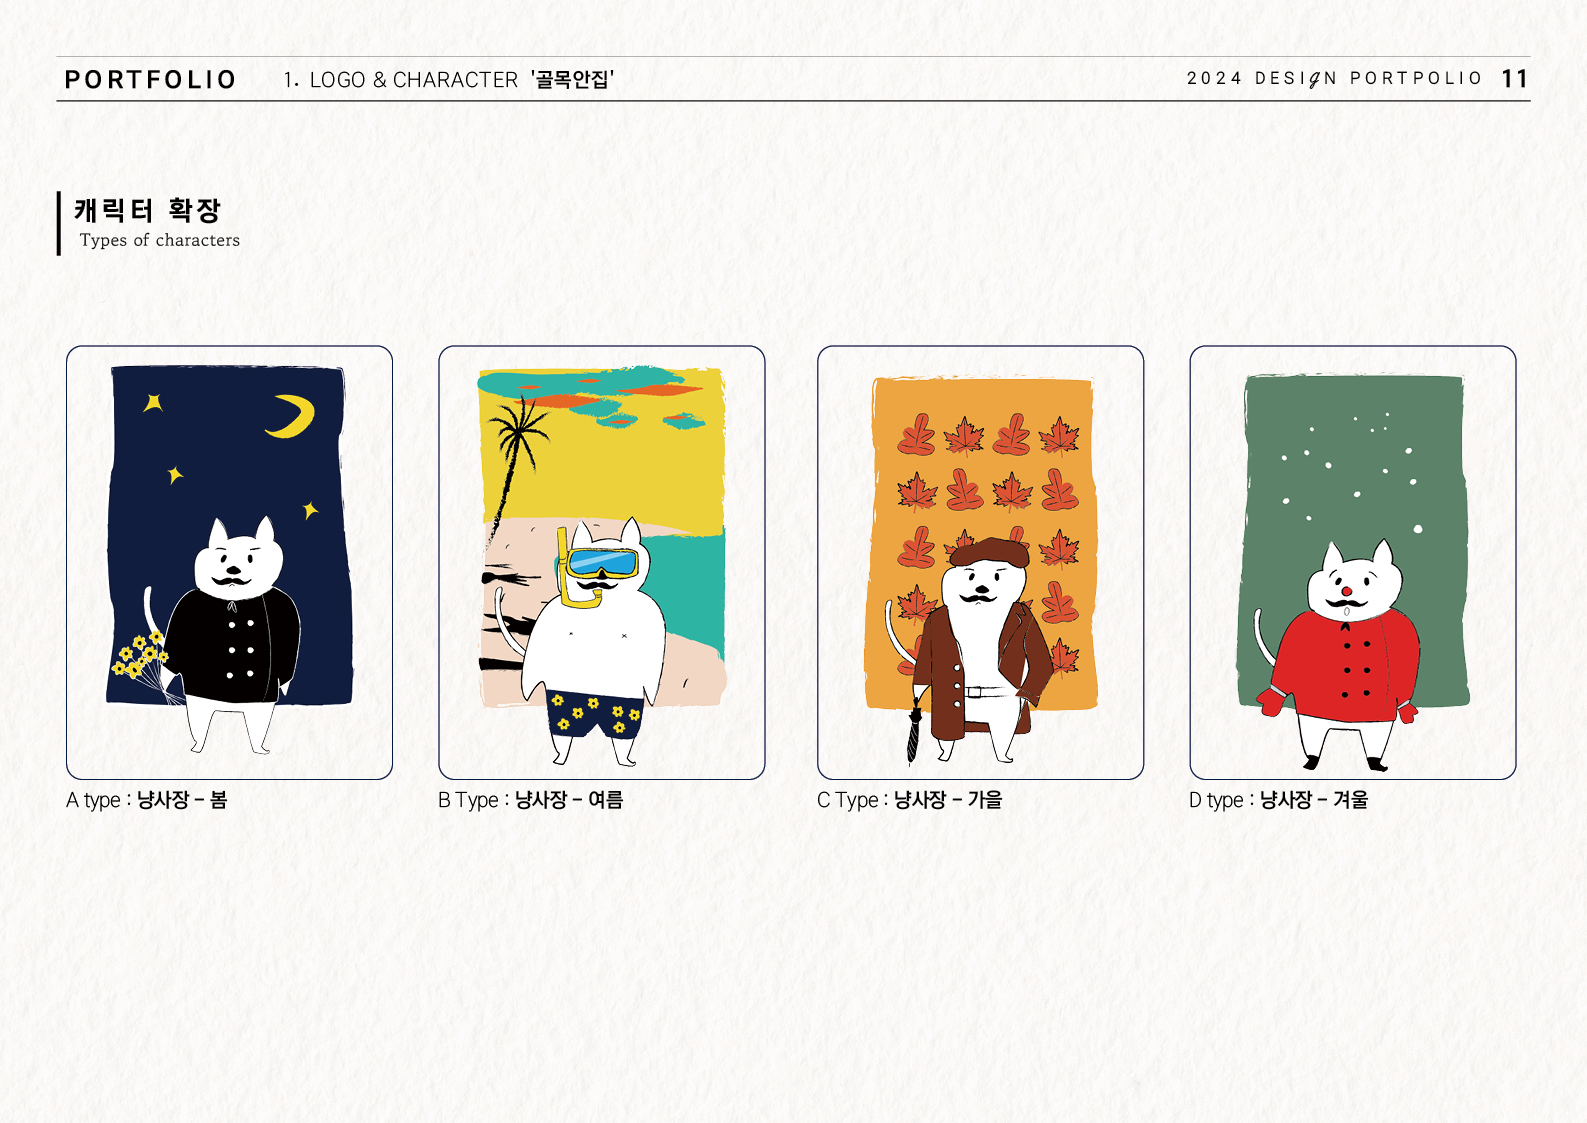 PORTFOLIO 1. LOGO & CHARACTER '골목안집' 2024 DESIGN PORTPOLIO 11
캐릭터 확장
Types of characters
A type : 냥사장 - 봄
B Type : 냥사장 - 여름
C Type : 냥사장 - 가을
D type : 냥사장 - 겨울